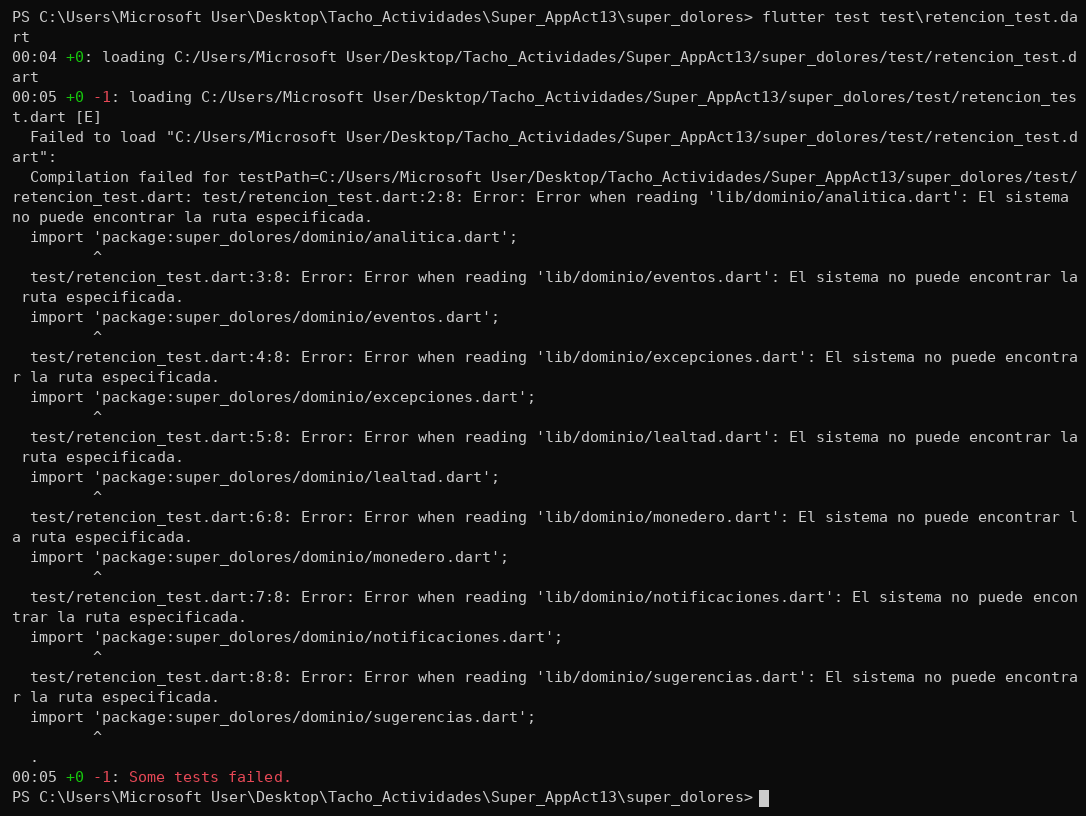 PS C:\Users\Microsoft User\Desktop\Tacho_Actividades\Super_AppAct13\super_dolores> flutter test test\retencion_test.da
rt
00:04 +0: loading C:/Users/Microsoft User/Desktop/Tacho_Actividades/Super_AppAct13/super_dolores/test/retencion_test.d
art
00:05 +0 -1: loading C:/Users/Microsoft User/Desktop/Tacho_Actividades/Super_AppAct13/super_dolores/test/retencion_tes
t.dart [E]
  Failed to load "C:/Users/Microsoft User/Desktop/Tacho_Actividades/Super_AppAct13/super_dolores/test/retencion_test.d
art":
  Compilation failed for testPath=C:/Users/Microsoft User/Desktop/Tacho_Actividades/Super_AppAct13/super_dolores/test/
retencion_test.dart: test/retencion_test.dart:2:8: Error: Error when reading 'lib/dominio/analitica.dart': El sistema 
no puede encontrar la ruta especificada.
  import 'package:super_dolores/dominio/analitica.dart';
         ^
  test/retencion_test.dart:3:8: Error: Error when reading 'lib/dominio/eventos.dart': El sistema no puede encontrar la
 ruta especificada.
  import 'package:super_dolores/dominio/eventos.dart';
         ^
  test/retencion_test.dart:4:8: Error: Error when reading 'lib/dominio/excepciones.dart': El sistema no puede encontra
r la ruta especificada.
  import 'package:super_dolores/dominio/excepciones.dart';
         ^
  test/retencion_test.dart:5:8: Error: Error when reading 'lib/dominio/lealtad.dart': El sistema no puede encontrar la
 ruta especificada.
  import 'package:super_dolores/dominio/lealtad.dart';
         ^
  test/retencion_test.dart:6:8: Error: Error when reading 'lib/dominio/monedero.dart': El sistema no puede encontrar l
a ruta especificada.
  import 'package:super_dolores/dominio/monedero.dart';
         ^
  test/retencion_test.dart:7:8: Error: Error when reading 'lib/dominio/notificaciones.dart': El sistema no puede encon
trar la ruta especificada.
  import 'package:super_dolores/dominio/notificaciones.dart';
         ^
  test/retencion_test.dart:8:8: Error: Error when reading 'lib/dominio/sugerencias.dart': El sistema no puede encontra
r la ruta especificada.
  import 'package:super_dolores/dominio/sugerencias.dart';
         ^
  .
00:05 +0 -1: Some tests failed.
PS C:\Users\Microsoft User\Desktop\Tacho_Actividades\Super_AppAct13\super_dolores>